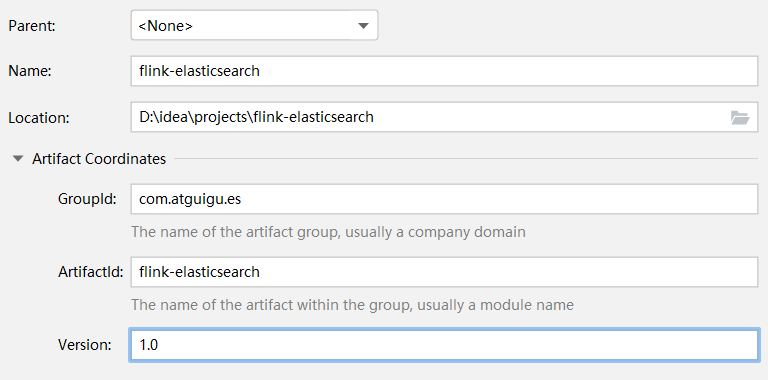 Parent: <None>
Name: flink-elasticsearch
Location: D:\idea\projects\flink-elasticsearch
Artifact Coordinates
GroupId: com.atguigu.es
The name of the artifact group, usually a company domain
ArtifactId: flink-elasticsearch
The name of the artifact within the group, usually a module name
Version: 1.0